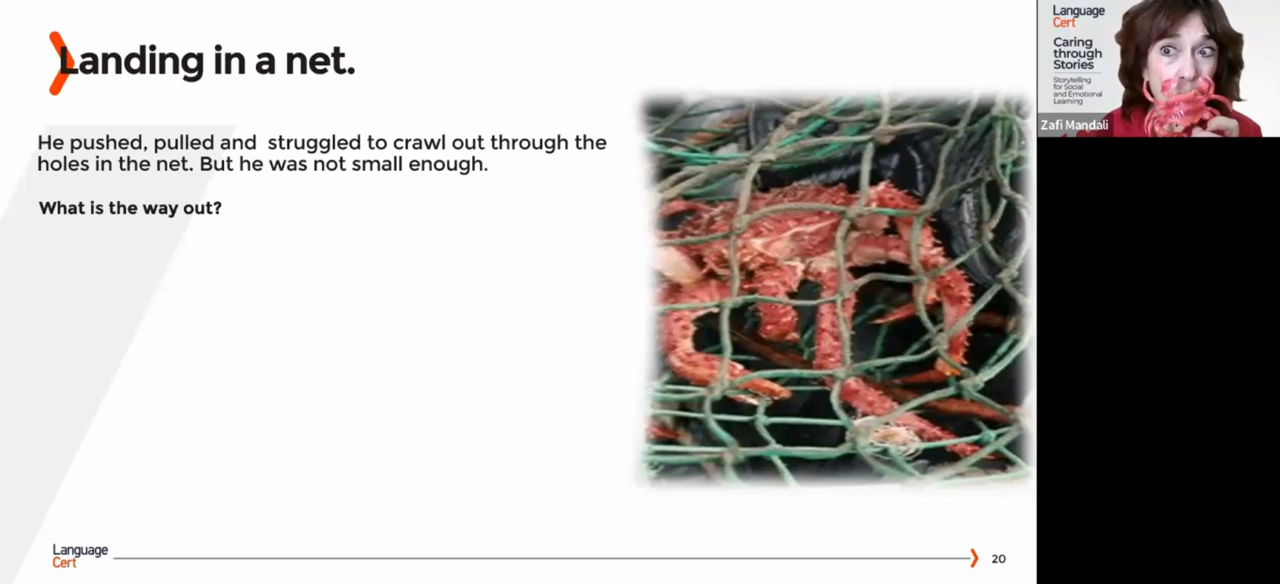 Landing in a net.
He pushed, pulled and struggled to crawl out through the
holes in the net. But he was not small enough.
What is the way out?
Language
Cert
20
Language
Cert
Caring
through
Stories
Storytelling
for Social
and Emotional
Learning
Zafi Mandali